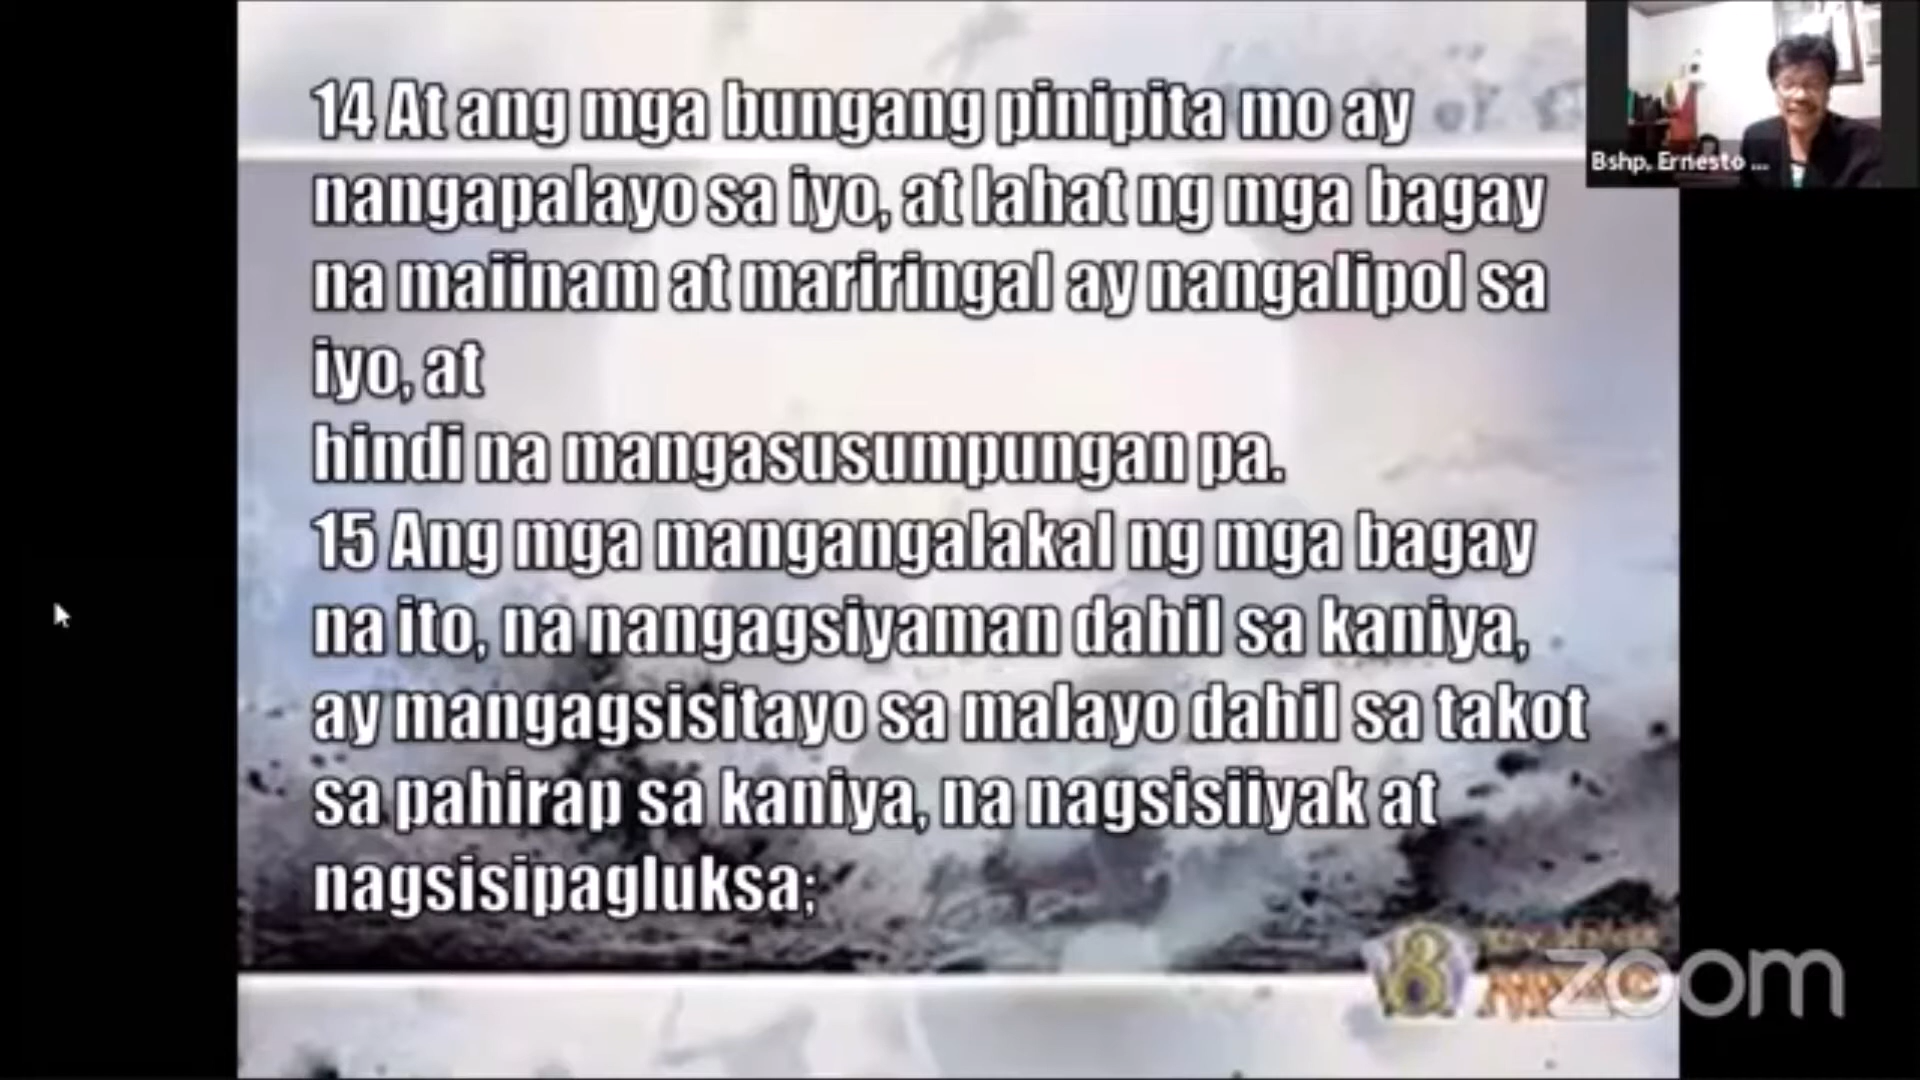 14 At ang mga bungang pinipita mo ay
nangapalayo sa iyo, at lahat ng mga bagay
na maiinam at mariringal ay nangalipol sa
iyo, at
hindi na mangasusumpungan pa.
15 Ang mga mangangalakal ng mga bagay
na ito, na nangagsiyaman dahil sa kaniya,
ay mangagsisitayo sa malayo dahil sa takot
sa pahirap sa kaniya, na nagsisiiyak at
nagsisipagluksa;
Bshp. Ernesto ...
zoom